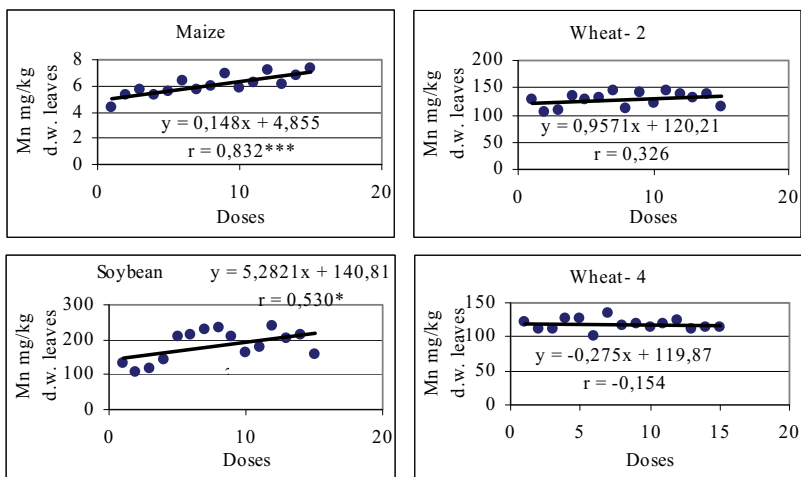 Maize
Mn mg/kg
d.w. leaves
8
6
4
2
0
y = 0,148x + 4,855
r = 0,832***
0 10 20
Doses
Wheat- 2
Mn mg/kg
d.w. leaves
200
150
100
50
0
y = 0,9571x + 120,21
r = 0,326
0 10 20
Doses
Soybean y = 5,2821x + 140,81
r = 0,530*
Mn mg/kg
d.w. leaves
300
200
100
0
0 10 20
Doses
Wheat- 4
Mn mg/kg
d.w. leaves
150
100
50
0
y = -0,275x + 119,87
r = -0,154
0 5 10 15 20
Doses